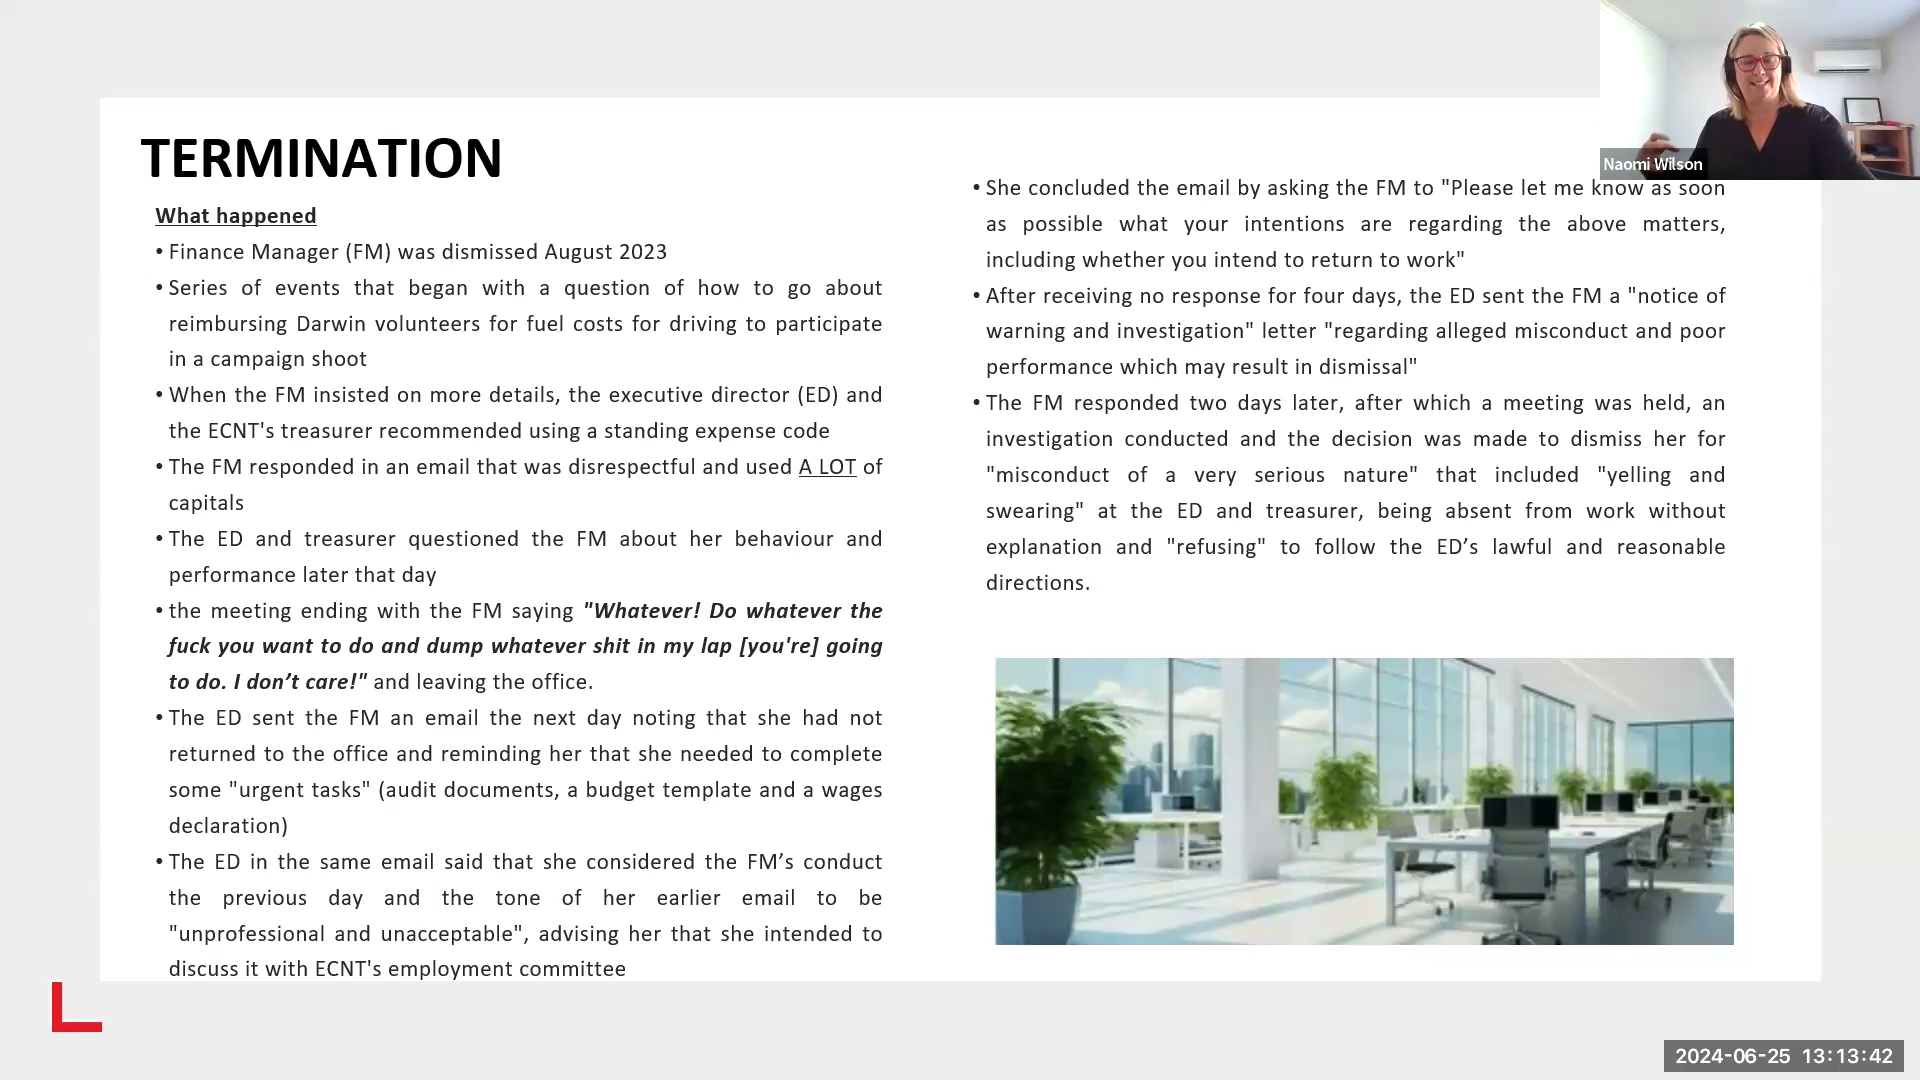 TERMINATION
What happened
• Finance Manager (FM) was dismissed August 2023
• Series of events that began with a question of how to go about
reimbursing Darwin volunteers for fuel costs for driving to participate
in a campaign shoot
• When the FM insisted on more details, the executive director (ED) and
the ECNT's treasurer recommended using a standing expense code
• The FM responded in an email that was disrespectful and used A LOT of
capitals
• The ED and treasurer questioned the FM about her behaviour and
performance later that day
• the meeting ending with the FM saying "Whatever! Do whatever the
fuck you want to do and dump whatever shit in my lap [you're] going
to do. I don’t care!" and leaving the office.
• The ED sent the FM an email the next day noting that she had not
returned to the office and reminding her that she needed to complete
some "urgent tasks" (audit documents, a budget template and a wages
declaration)
• The ED in the same email said that she considered the FM’s conduct
the previous day and the tone of her earlier email to be
"unprofessional and unacceptable", advising her that she intended to
discuss it with ECNT's employment committee
• She concluded the email by asking the FM to "Please let me know as soon
as possible what your intentions are regarding the above matters,
including whether you intend to return to work"
• After receiving no response for four days, the ED sent the FM a "notice of
warning and investigation" letter "regarding alleged misconduct and poor
performance which may result in dismissal"
• The FM responded two days later, after which a meeting was held, an
investigation conducted and the decision was made to dismiss her for
"misconduct of a very serious nature" that included "yelling and
swearing" at the ED and treasurer, being absent from work without
explanation and "refusing" to follow the ED’s lawful and reasonable
directions.
Naomi Wilson
2024-06-25 13:13:42